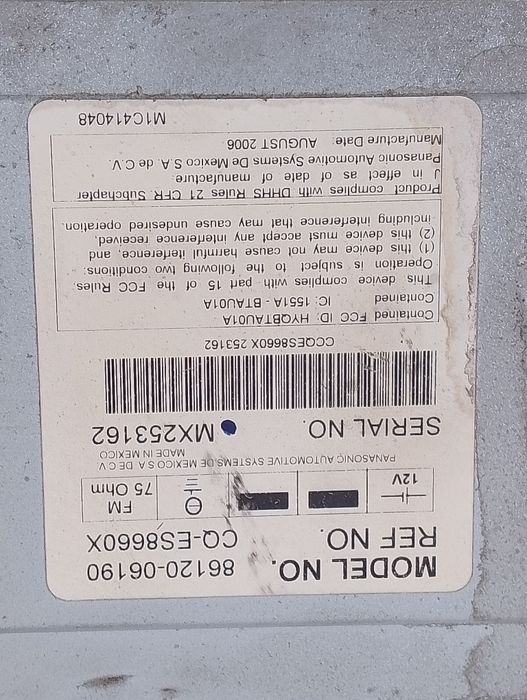 MODEL NO. 86120-06190
REF NO. CQ-ES8660X
12V
FM
75 Ohm
PANASONIC AUTOMOTIVE SYSTEMS DE MEXICO S.A. DE C.V.
MADE IN MEXICO
SERIAL NO. MX253162
CCQES8660X 253162
Contained FCC ID: HYQBTAU01A
Contained IC: 1551A - BTAU01A
This device complies with part 15 of the FCC Rules.
Operation is subject to the following two conditions:
(1) this device may not cause harmful interference, and
(2) this device must accept any interference received,
including interference that may cause undesired operation.
Product complies with DHHS Rules 21 CFR Subchapter
J in effect as of date of manufacture.
Panasonic Automotive Systems De Mexico S.A. de C.V.
Manufacture Date: AUGUST 2006
M1C414048